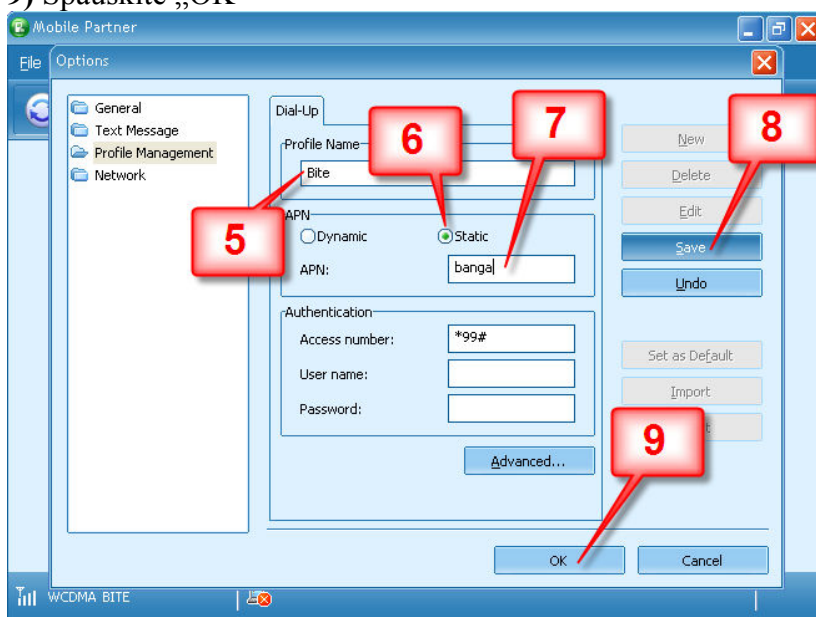 9) Spauskite „OK“
Mobile Partner
File
Options
General
Text Message
Profile Management
Network
Dial-Up
Profile Name
Bite
APN
Dynamic
Static
APN:
banga
Authentication
Access number:
*99#
User name:
Password:
Advanced...
New
Delete
Edit
Save
Undo
Set as Default
Import
5
6
7
8
9
OK
Cancel
WCDMA BITE